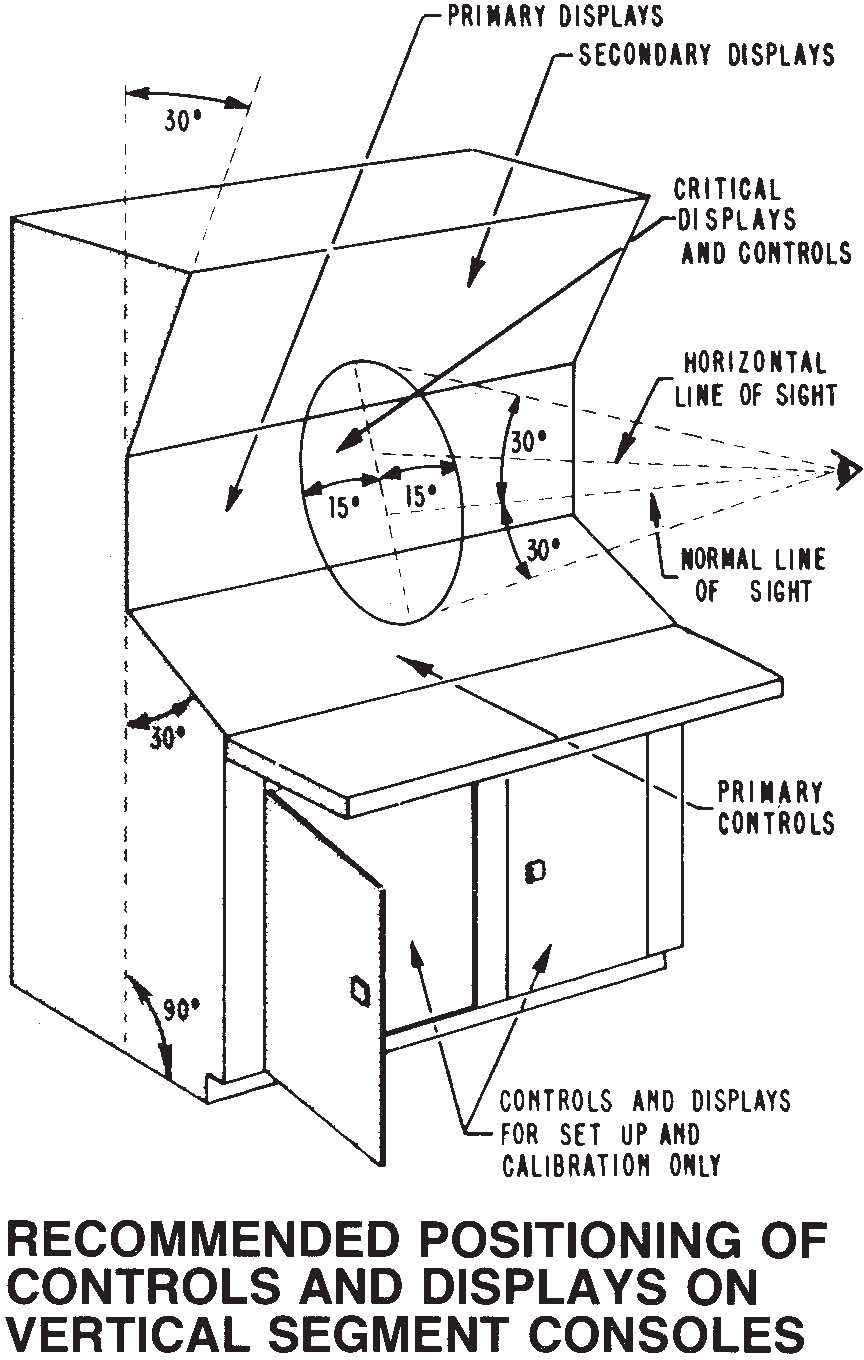 PRIMARY DISPLAYS
SECONDARY DISPLAYS
30°
CRITICAL
DISPLAYS
AND CONTROLS
HORIZONTAL
LINE OF SIGHT
30°
15°
15°
30°
NORMAL LINE
OF SIGHT
30°
PRIMARY
CONTROLS
90°
CONTROLS AND DISPLAYS
FOR SET UP AND
CALIBRATION ONLY
RECOMMENDED POSITIONING OF
CONTROLS AND DISPLAYS ON
VERTICAL SEGMENT CONSOLES